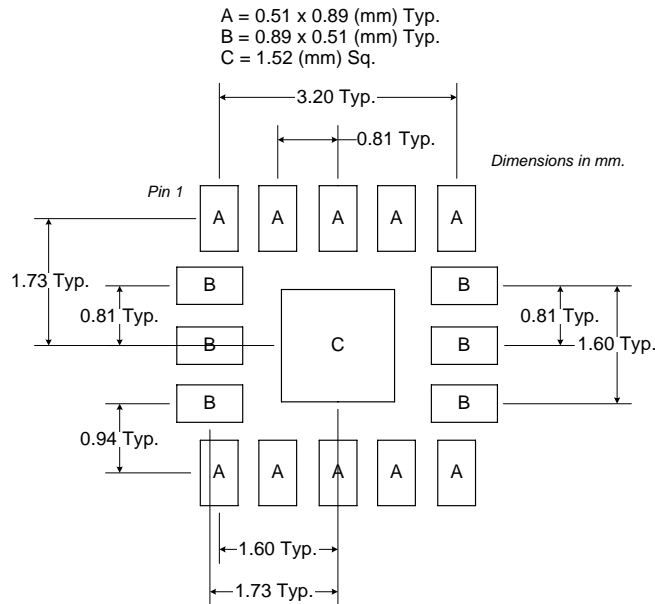 A = 0.51 x 0.89 (mm) Typ.
B = 0.89 x 0.51 (mm) Typ.
C = 1.52 (mm) Sq.
3.20 Typ.
0.81 Typ.
Dimensions in mm.
Pin 1
A A A A A
1.73 Typ.
B B
0.81 Typ. 0.81 Typ.
B C B
1.60 Typ.
B B
0.94 Typ.
A A A A A
1.60 Typ.
1.73 Typ.